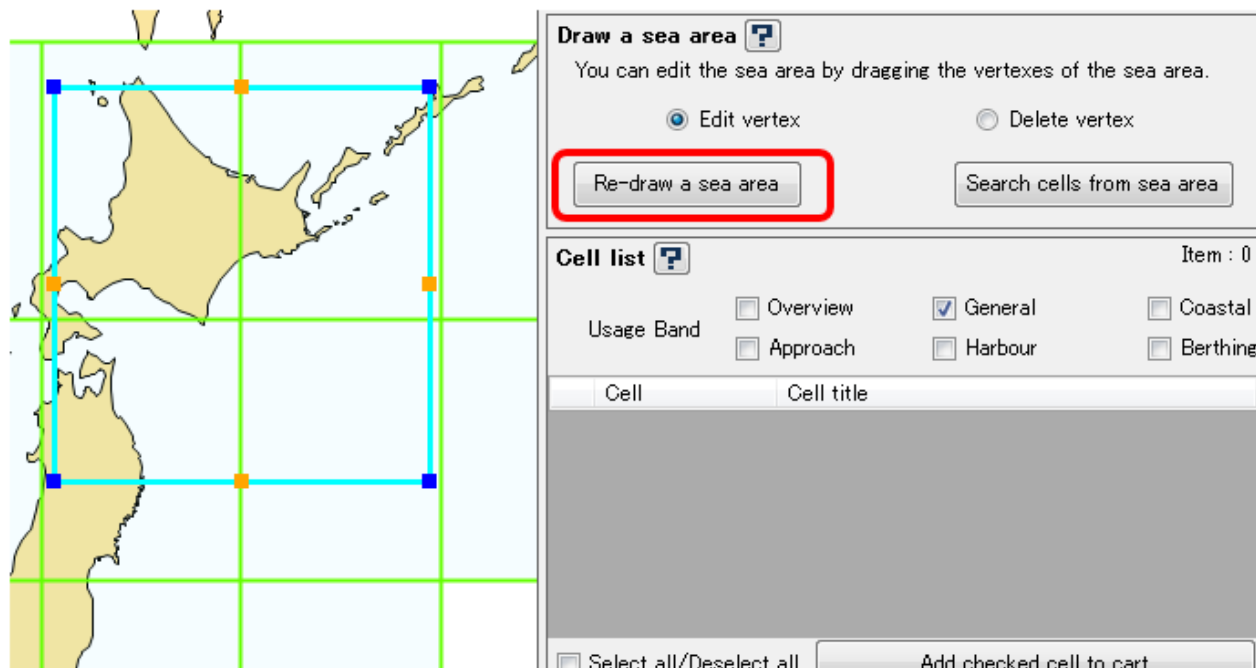 Draw a sea area ?
You can edit the sea area by dragging the vertexes of the sea area.
Edit vertex Delete vertex
Re-draw a sea area Search cells from sea area
Cell list ? Item : 0
Overview General Coastal
Usage Band
Approach Harbour Berthing
Cell Cell title
Select all/Deselect all Add checked cell to cart